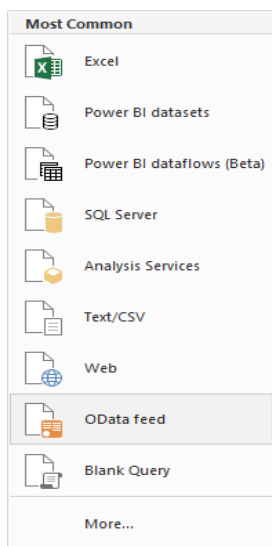 Most Common
Excel
Power BI datasets
Power BI dataflows (Beta)
SQL Server
Analysis Services
Text/CSV
Web
OData feed
Blank Query
More...